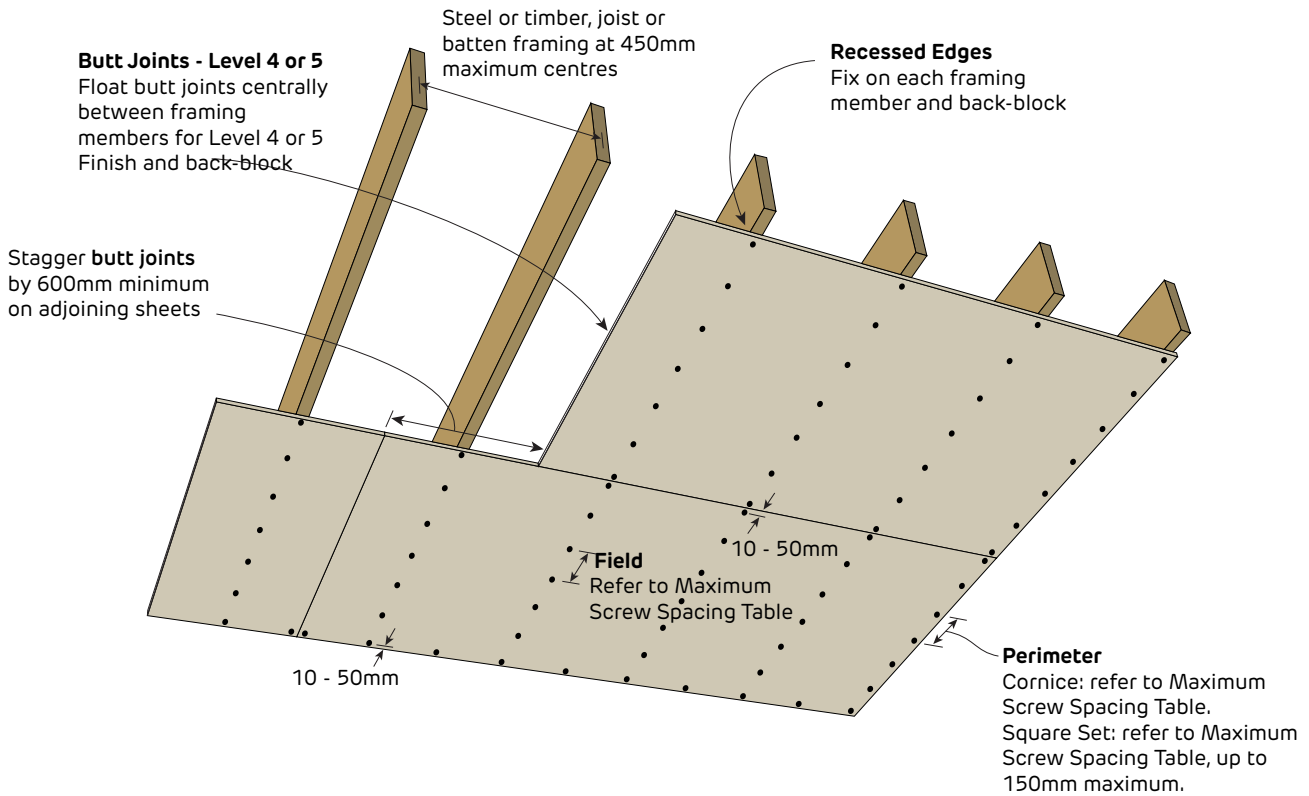 Steel or timber, joist or
batten framing at 450mm
maximum centres
Butt Joints - Level 4 or 5
Float butt joints centrally
between framing
members for Level 4 or 5
Finish and back-block
Recessed Edges
Fix on each framing
member and back-block
Stagger butt joints
by 600mm minimum
on adjoining sheets
10 - 50mm
Field
Refer to Maximum
Screw Spacing Table
10 - 50mm
Perimeter
Cornice: refer to Maximum
Screw Spacing Table.
Square Set: refer to Maximum
Screw Spacing Table, up to
150mm maximum.